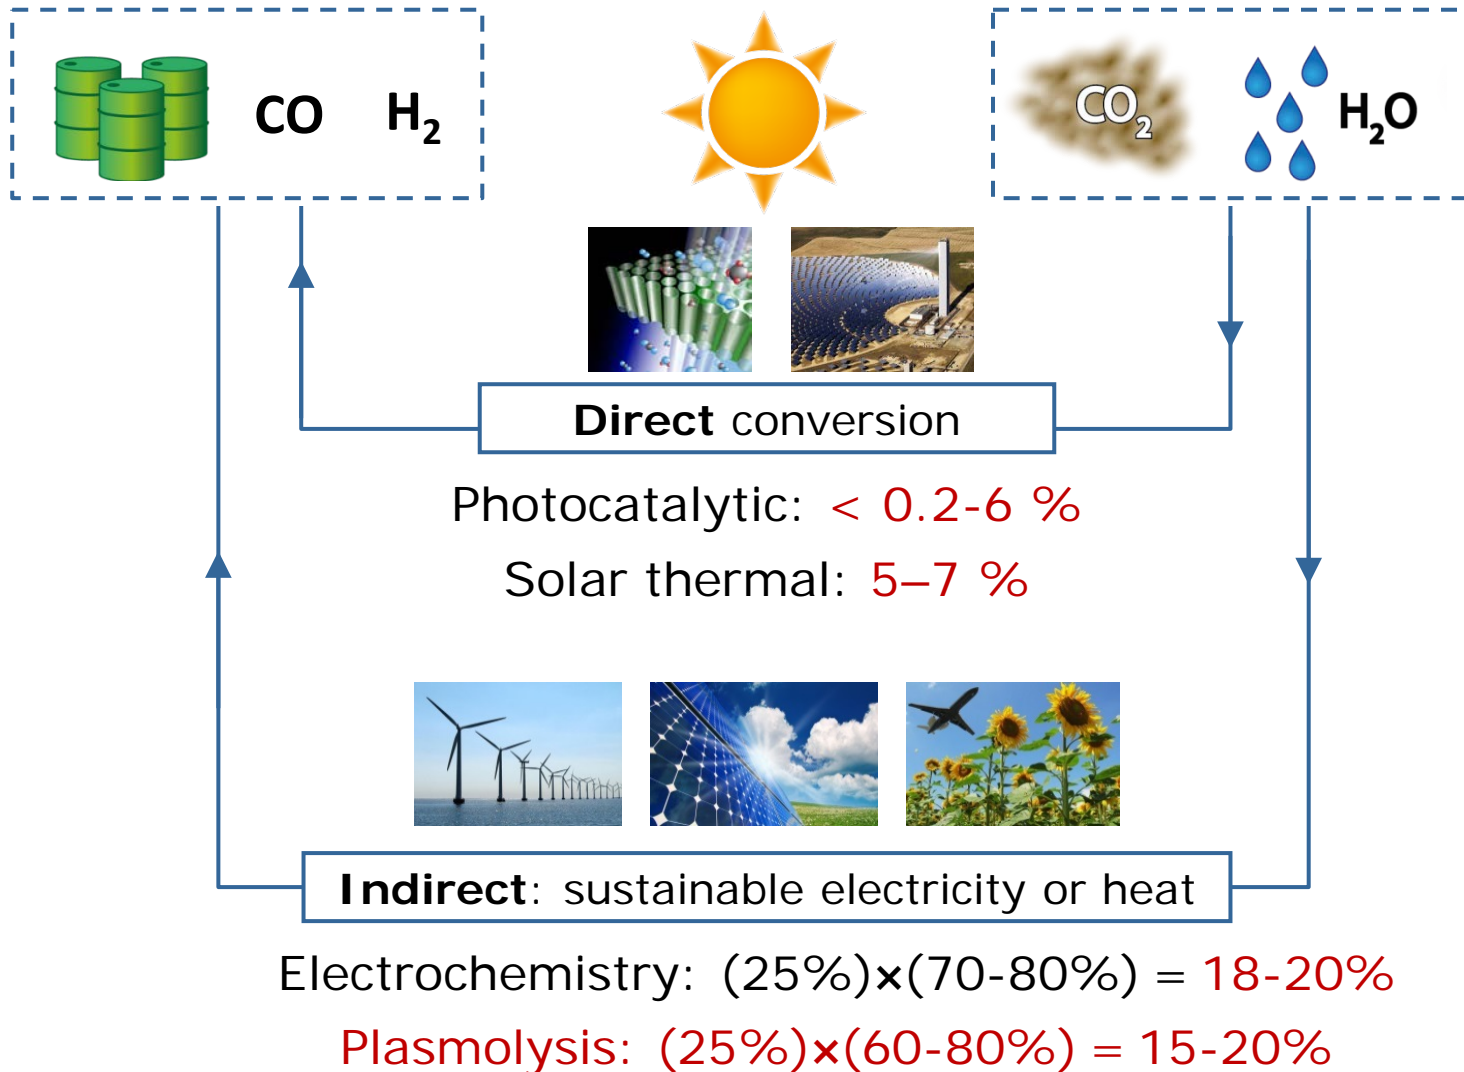 CO H₂
CO₂ H₂O
Direct conversion
Photocatalytic: < 0.2-6 %
Solar thermal: 5–7 %
Indirect: sustainable electricity or heat
Electrochemistry: (25%)×(70-80%) = 18-20%
Plasmolysis: (25%)×(60-80%) = 15-20%